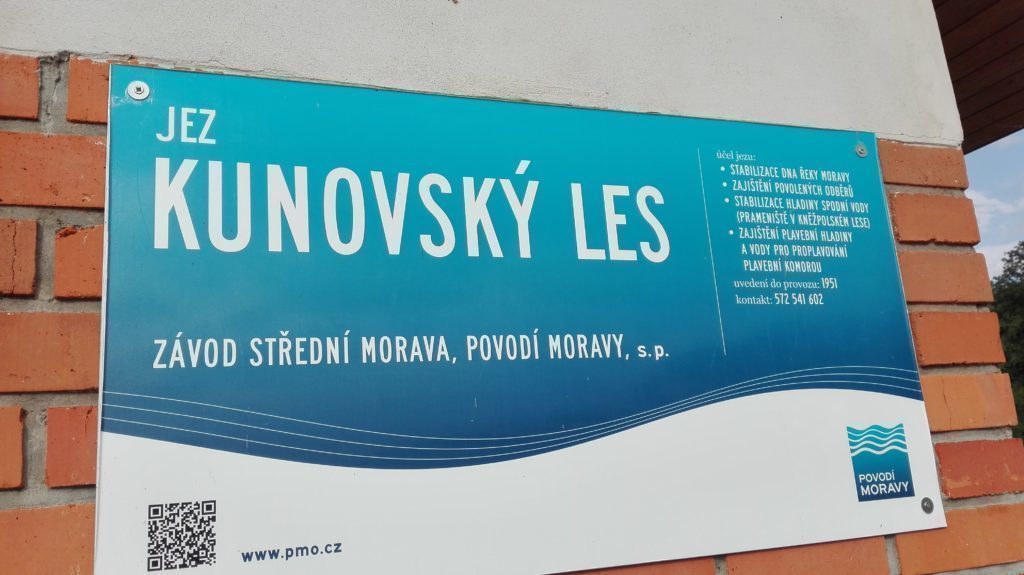 JEZ
KUNOVSKÝ LES
ZÁVOD STŘEDNÍ MORAVA, POVODÍ MORAVY, s.p.
účel jezu:
• STABILIZACE DNA ŘEKY MORAVY
• ZAJIŠTĚNÍ POVOLENÝCH ODBĚRŮ
• STABILIZACE HLADINY SPODNÍ VODY
(PRAMENIŠTĚ V KNĚŽPOLSKÉM LESE)
• ZAJIŠTĚNÍ PLAVEBNÍ HLADINY
A VODY PRO PROPLAVOVÁNÍ
PLAVEBNÍ KOMOROU
uvedení do provozu: 1951
kontakt: 572 541 602
www.pmo.cz
POVODÍ
MORAVY